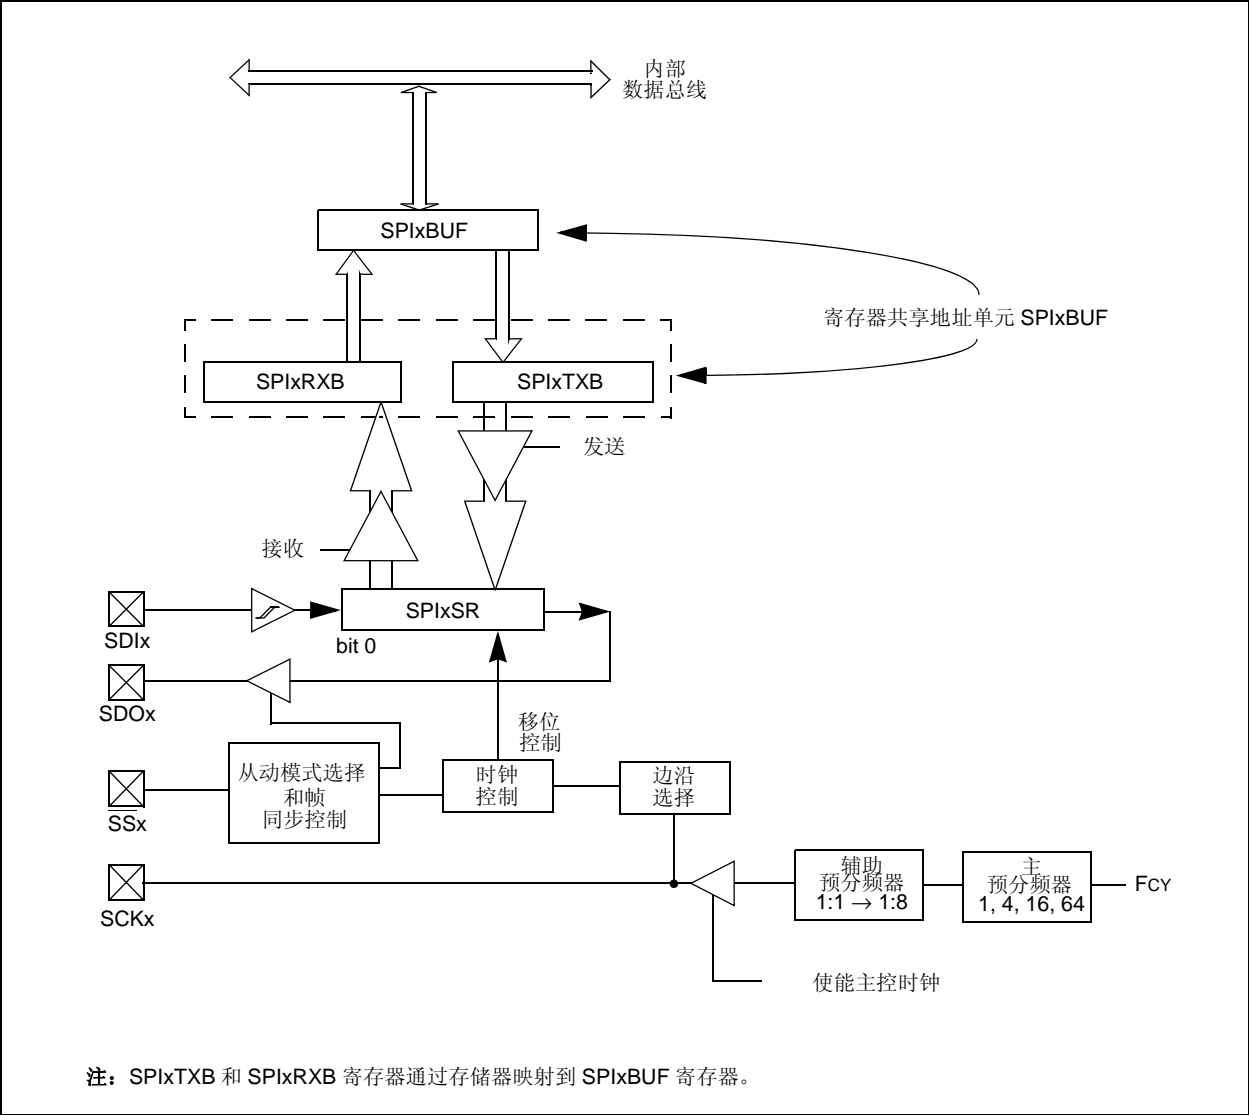 内部
数据总线
SPIxBUF
寄存器共享地址单元 SPIxBUF
SPIxRXB
SPIxTXB
发送
接收
SPIxSR
SDIx
bit 0
SDOx
移位
控制
从动模式选择
和帧
同步控制
时钟
控制
边沿
选择
SSx
辅助
预分频器
1:1 → 1:8
主
预分频器
1, 4, 16, 64
FCY
SCKx
使能主控时钟
注：SPIxTXB 和 SPIxRXB 寄存器通过存储器映射到 SPIxBUF 寄存器。